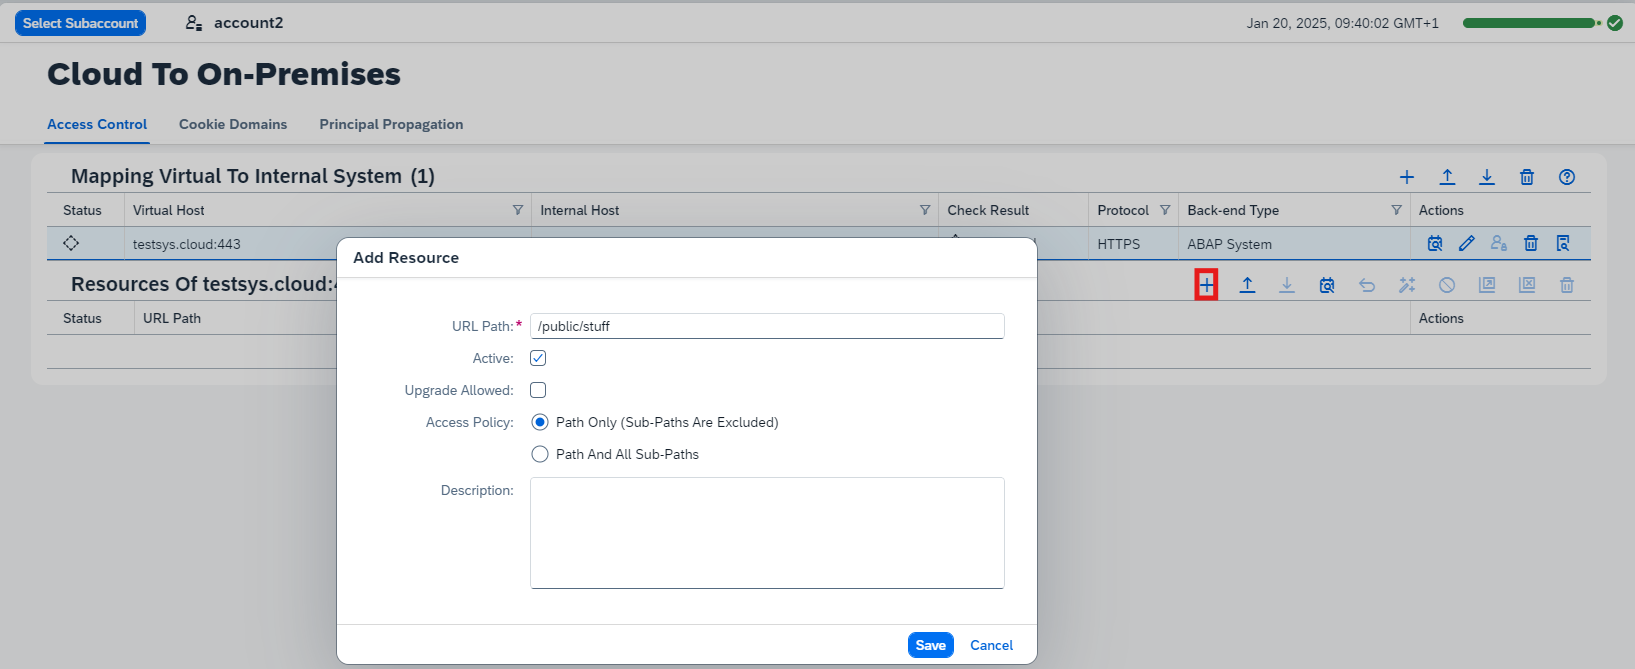 Select Subaccount account2 Jan 20, 2025, 09:40:02 GMT+1
Cloud To On-Premises
Access Control Cookie Domains Principal Propagation
Mapping Virtual To Internal System (1)
Status Virtual Host Internal Host Check Result Protocol Back-end Type Actions
testsys.cloud:443 HTTPS ABAP System
Resources Of testsys.cloud:
Status URL Path Actions
Add Resource
URL Path:* /public/stuff
Active:
Upgrade Allowed:
Access Policy: Path Only (Sub-Paths Are Excluded)
Path And All Sub-Paths
Description:
Save Cancel